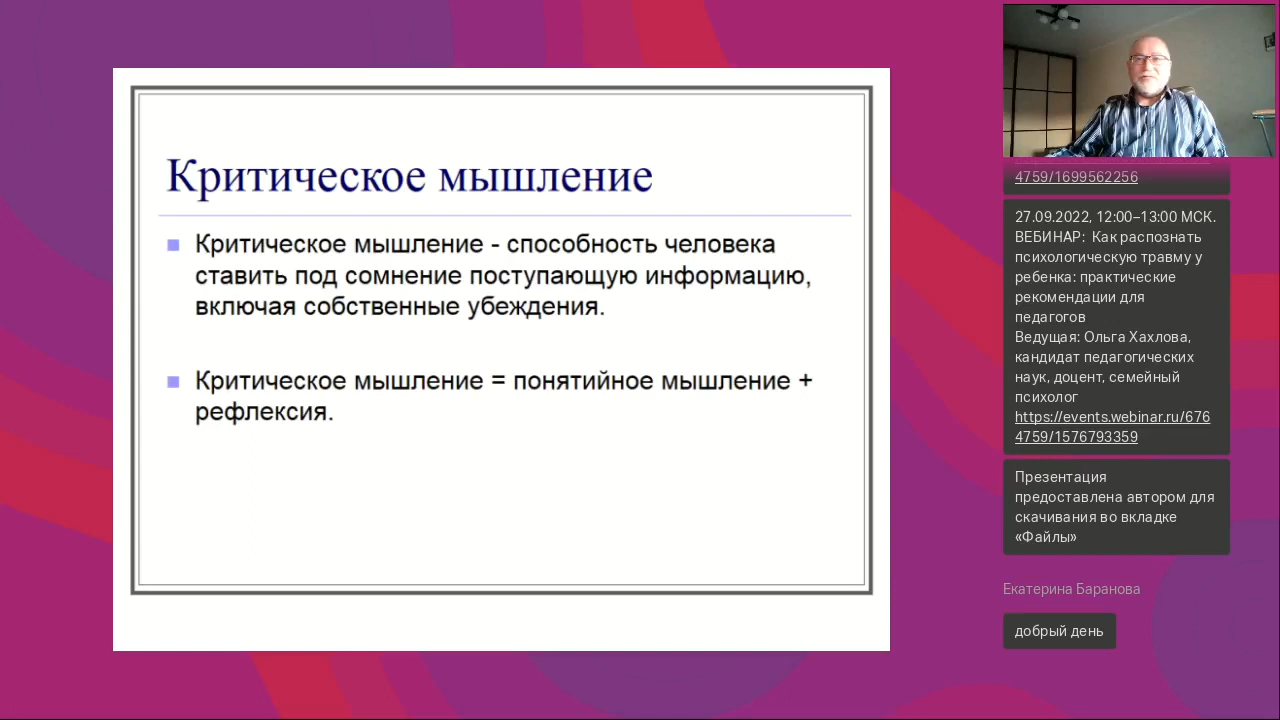 Критическое мышление
Критическое мышление - способность человека
ставить под сомнение поступающую информацию,
включая собственные убеждения.
Критическое мышление = понятийное мышление +
рефлексия.
4759/1699562256
27.09.2022, 12:00–13:00 МСК.
ВЕБИНАР: Как распознать
психологическую травму у
ребенка: практические
рекомендации для
педагогов
Ведущая: Ольга Хахлова,
кандидат педагогических
наук, доцент, семейный
психолог
https://events.webinar.ru/676
4759/1576793359
Презентация
предоставлена автором для
скачивания во вкладке
«Файлы»
Екатерина Баранова
добрый день